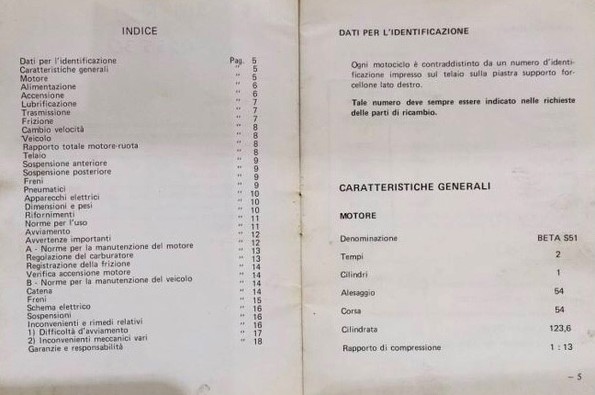 INDICE
Dati per l'identificazione Pag. 5
Caratteristiche generali " 5
Motore " 5
Alimentazione " 6
Accensione " 6
Lubrificazione " 7
Trasmissione " 7
Frizione " 7
Cambio velocità " 8
Veicolo " 8
Rapporto totale motore-ruota " 8
Telaio " 8
Sospensione anteriore " 9
Sospensione posteriore " 9
Freni " 9
Pneumatici " 9
Apparecchi elettrici " 10
Dimensioni e pesi " 10
Rifornimenti " 10
Norme per l'uso " 11
Avviamento " 11
Avvertenze importanti " 12
A - Norme per la manutenzione del motore " 12
Regolazione del carburatore " 13
Registrazione della frizione " 13
Verifica accensione motore " 14
B - Norme per la manutenzione del veicolo " 14
Catena " 14
Freni " 14
Schema elettrico " 15
Sospensioni " 16
Inconvenienti e rimedi relativi " 16
1) Difficoltà d'avviamento " 16
2) Inconvenienti meccanici vari " 17
Garanzie e responsabilità " 18
DATI PER L'IDENTIFICAZIONE
Ogni motociclo è contraddistinto da un numero d'identi-
ficazione impresso sul telaio sulla piastra supporto for-
cellone lato destro.
Tale numero deve sempre essere indicato nelle richieste
delle parti di ricambio.
CARATTERISTICHE GENERALI
MOTORE
Denominazione BETA S51
Tempi 2
Cilindri 1
Alesaggio 54
Corsa 54
Cilindrata 123,6
Rapporto di compressione 1 : 13
– 5